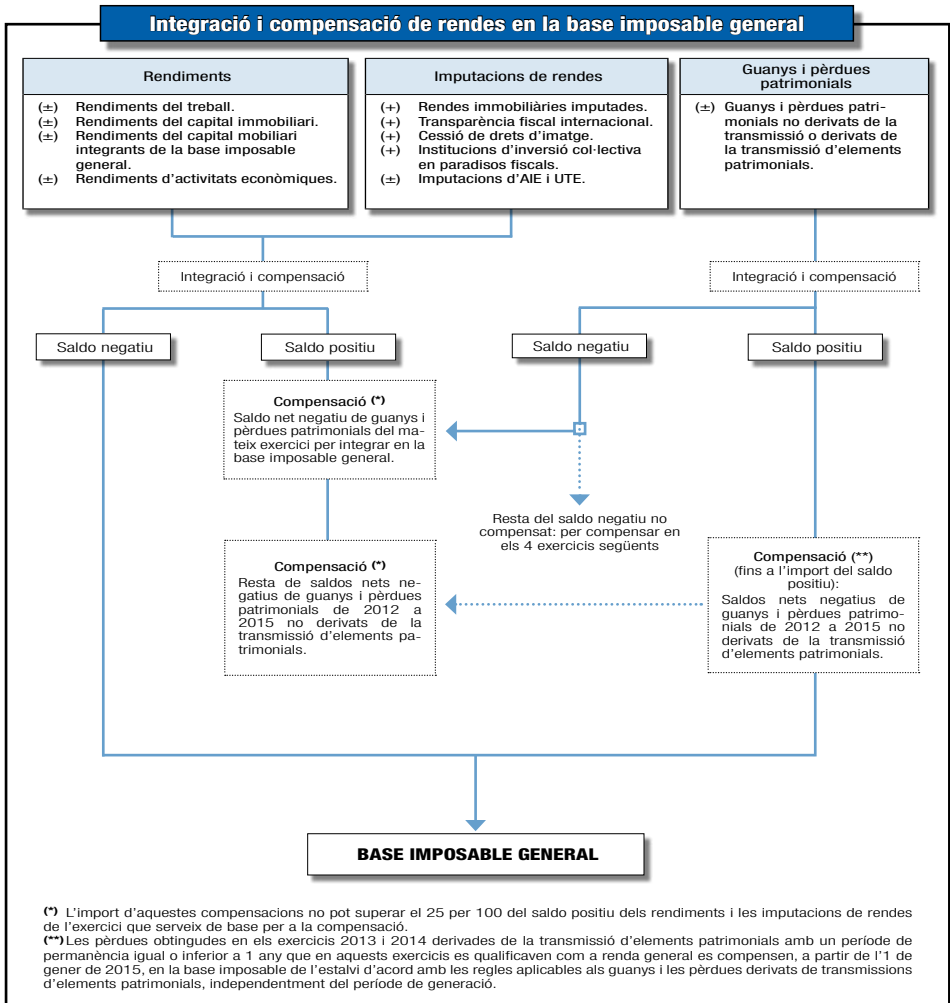 Integració i compensació de rendes en la base imposable general
Rendiments
(±) Rendiments del treball.
(±) Rendiments del capital immobiliari.
(±) Rendiments del capital mobiliari
integrants de la base imposable
general.
(±) Rendiments d'activitats econòmiques.
Imputacions de rendes
(+) Rendes immobiliàries imputades.
(+) Transparència fiscal internacional.
(+) Cessió de drets d'imatge.
(+) Institucions d'inversió col·lectiva
en paradisos fiscals.
(±) Imputacions d'AIE i UTE.
Guanys i pèrdues
patrimonials
(±) Guanys i pèrdues patri-
monials no derivats de la
transmissió o derivats de
la transmissió d'elements
patrimonials.
Integració i compensació
Integració i compensació
Saldo negatiu
Saldo positiu
Saldo negatiu
Saldo positiu
Compensació (*)
Saldo net negatiu de guanys i
pèrdues patrimonials del ma-
teix exercici per integrar en la
base imposable general.
Resta del saldo negatiu no
compensat: per compensar en
els 4 exercicis següents
Compensació (*)
Resta de saldos nets ne-
gatius de guanys i pèrdues
patrimonials de 2012 a
2015 no derivats de la
transmissió d'elements pa-
trimonials.
Compensació (**)
(fins a l'import del saldo
positiu):
Saldos nets negatius de
guanys i pèrdues patrimo-
nials de 2012 a 2015 no
derivats de la transmissió
d'elements patrimonials.
BASE IMPOSABLE GENERAL
(*) L'import d'aquestes compensacions no pot superar el 25 per 100 del saldo positiu dels rendiments i les imputacions de rendes
de l'exercici que serveix de base per a la compensació.
(**) Les pèrdues obtingudes en els exercicis 2013 i 2014 derivades de la transmissió d'elements patrimonials amb un període de
permanència igual o inferior a 1 any que en aquests exercicis es qualificaven com a renda general es compensen, a partir de l'1 de
gener de 2015, en la base imposable de l'estalvi d'acord amb les regles aplicables als guanys i les pèrdues derivats de transmissions
d'elements patrimonials, independentment del període de generació.